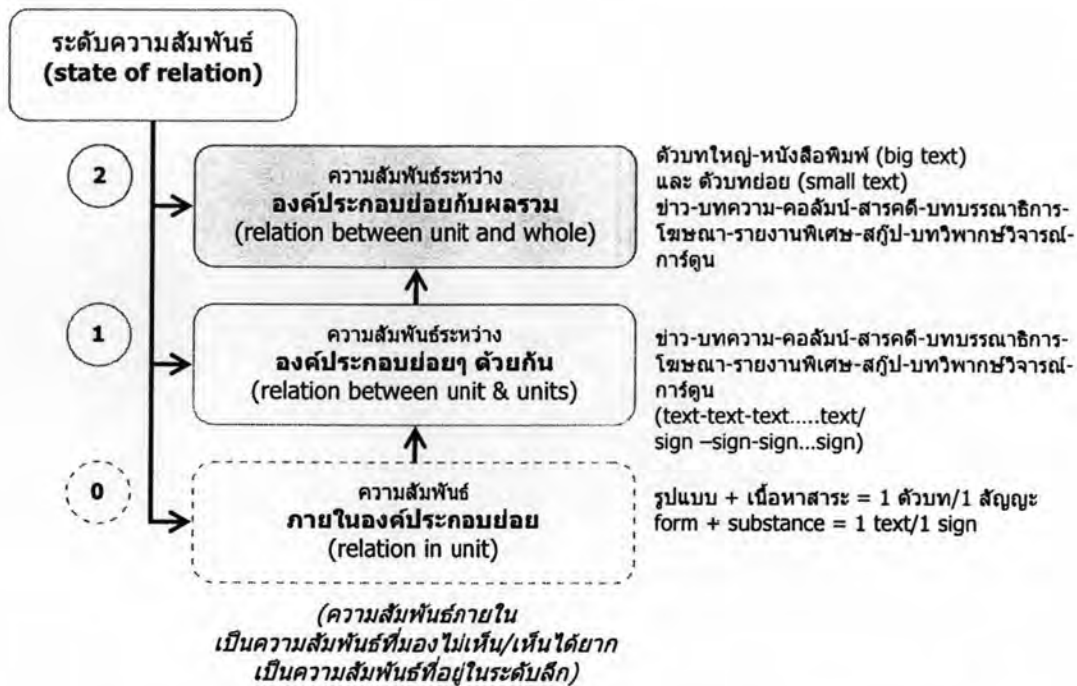 ระดับความสัมพันธ์
(state of relation)
2
ความสัมพันธ์ระหว่าง
องค์ประกอบย่อยกับผลรวม
(relation between unit and whole)
ตัวบทใหญ่-หนังสือพิมพ์ (big text)
และ ตัวบทย่อย (small text)
ข่าว-บทความ-คอลัมน์-สารคดี-บทบรรณาธิการ-
โฆษณา-รายงานพิเศษ-สกู๊ป-บทวิพากษ์วิจารณ์-
การ์ตูน
1
ความสัมพันธ์ระหว่าง
องค์ประกอบย่อยๆ ด้วยกัน
(relation between unit & units)
ข่าว-บทความ-คอลัมน์-สารคดี-บทบรรณาธิการ-
โฆษณา-รายงานพิเศษ-สกู๊ป-บทวิพากษ์วิจารณ์-
การ์ตูน
(text-text-text.....text/
sign –sign-sign...sign)
0
ความสัมพันธ์
ภายในองค์ประกอบย่อย
(relation in unit)
รูปแบบ + เนื้อหาสาระ = 1 ตัวบท/1 สัญญะ
form + substance = 1 text/1 sign
(ความสัมพันธ์ภายใน
เป็นความสัมพันธ์ที่มองไม่เห็น/เห็นได้ยาก
เป็นความสัมพันธ์ที่อยู่ในระดับลึก)